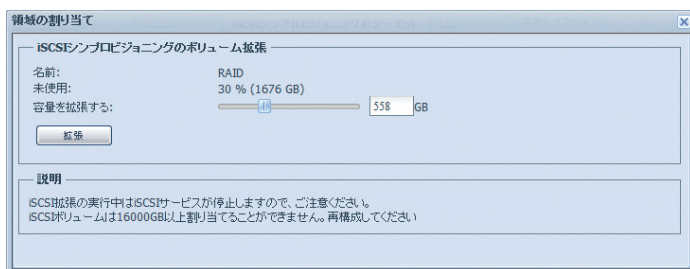 領域の割り当て
iSCSIシンプロビジョニングのボリューム拡張
名前: RAID
未使用: 30 % (1676 GB)
容量を拡張する: 558 GB
拡張
説明
iSCSI拡張の実行中はiSCSIサービスが停止しますので、ご注意ください。
iSCSIボリュームは16000GB以上割り当てることができません。再構成してください